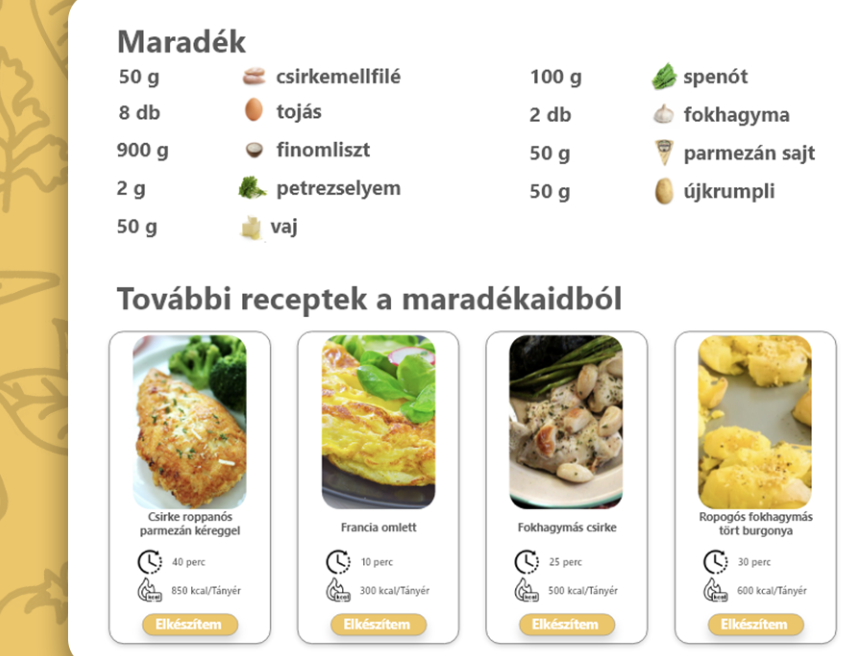 Maradék
50 g csirkemellfilé
8 db tojás
900 g finomliszt
2 g petrezselyem
50 g vaj
100 g spenót
2 db fokhagyma
50 g parmezán sajt
50 g újkrumpli
További receptek a maradékaidból
Csirke roppanós
parmezán kéreggel
40 perc
850 kcal/Tányér
Elkészítem
Francia omlett
10 perc
300 kcal/Tányér
Elkészítem
Fokhagymás csirke
25 perc
500 kcal/Tányér
Elkészítem
Ropogós fokhagymás
tört burgonya
30 perc
600 kcal/Tányér
Elkészítem